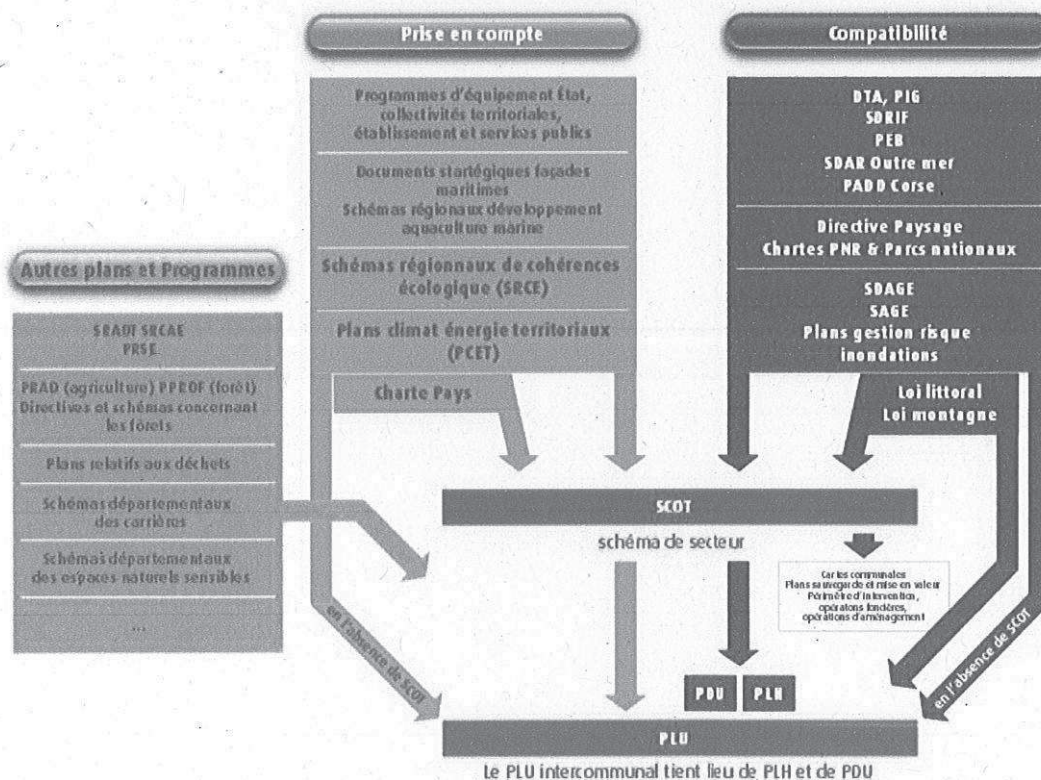 Prise en compte
Programmes d'équipement État,
collectivités territoriales,
établissement et services publics
Documents startégiques façades
maritimes
Schémas régionaux développement
aquaculture marine
Schémas régionnaux de cohérences
écologique (SRCE)
Plans climat énergie territoriaux
(PCET)
Charte Pays
Compatibilité
DTA, PIG
SDRIF
PEB
SDAR Outre mer
PADD Corse
Directive Paysage
Chartes PNR & Parcs nationaux
SDAGE
SAGE
Plans gestion risque
inondations
Loi littoral
Loi montagne
Autres plans et Programmes
SRADT SRCAE
PRSE
PRAD (agriculture) PPRDF (forêt)
Directives et schémas concernant
les forets
Plans relatifs aux déchets
Schémas départementaux
des carrières
Schémas départementaux
des espaces naturels sensibles
...
SCOT
schéma de secteur
Cartes communales
Plans sauvegarde et mise en valeur
Périmètre d'intervention,
opératons foncières,
opérations d'aménagement
en l'absence de SCOT
en l'absence de SCOT
PDU
PLH
PLU
Le PLU intercommunal tient lieu de PLH et de PDU